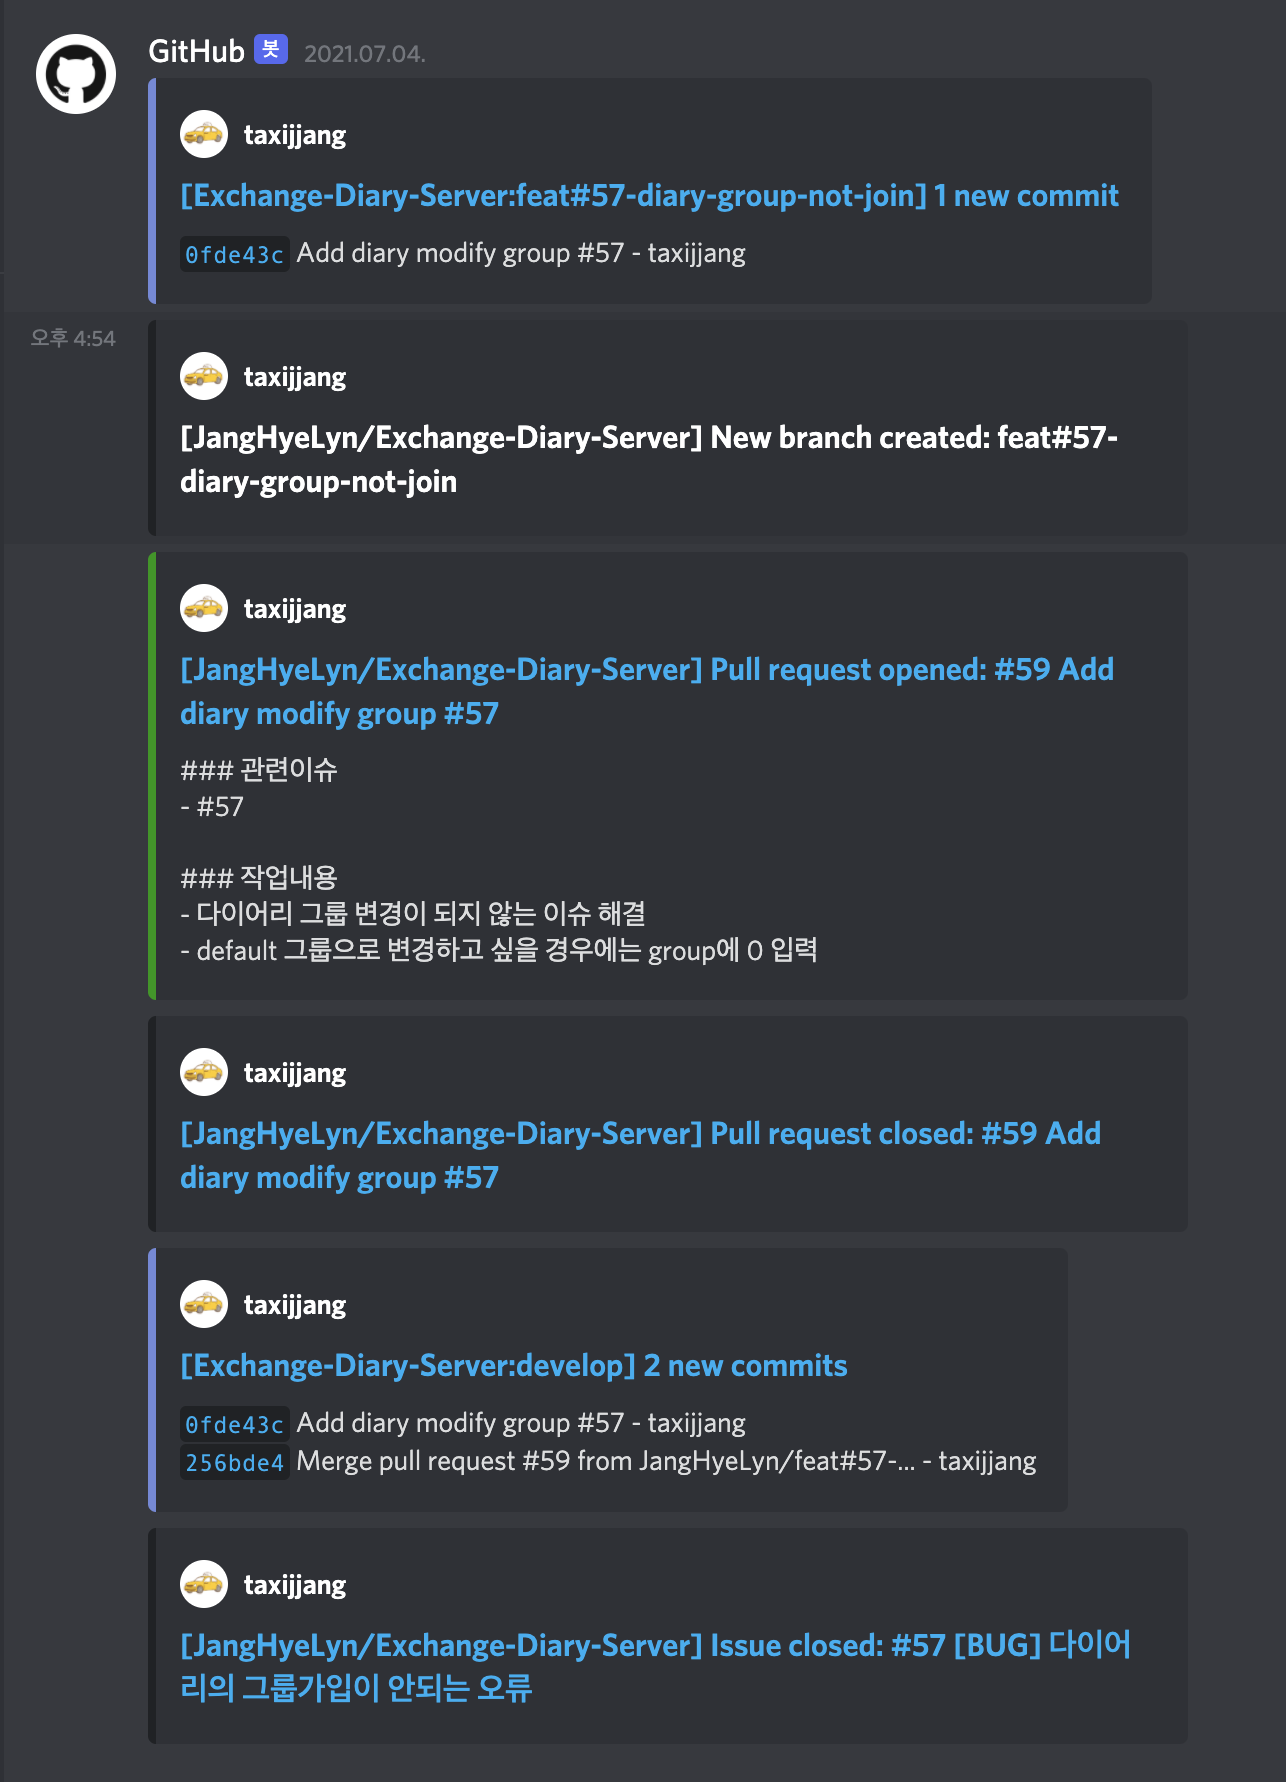 GitHub 봇 2021.07.04.
taxijjang
[Exchange-Diary-Server:feat#57-diary-group-not-join] 1 new commit
0fde43c Add diary modify group #57 - taxijjang
오후 4:54
taxijjang
[JangHyeLyn/Exchange-Diary-Server] New branch created: feat#57-
diary-group-not-join
taxijjang
[JangHyeLyn/Exchange-Diary-Server] Pull request opened: #59 Add
diary modify group #57
### 관련이슈
- #57
### 작업내용
- 다이어리 그룹 변경이 되지 않는 이슈 해결
- default 그룹으로 변경하고 싶을 경우에는 group에 0 입력
taxijjang
[JangHyeLyn/Exchange-Diary-Server] Pull request closed: #59 Add
diary modify group #57
taxijjang
[Exchange-Diary-Server:develop] 2 new commits
0fde43c Add diary modify group #57 - taxijjang
256bde4 Merge pull request #59 from JangHyeLyn/feat#57-... - taxijjang
taxijjang
[JangHyeLyn/Exchange-Diary-Server] Issue closed: #57 [BUG] 다이어
리의 그룹가입이 안되는 오류